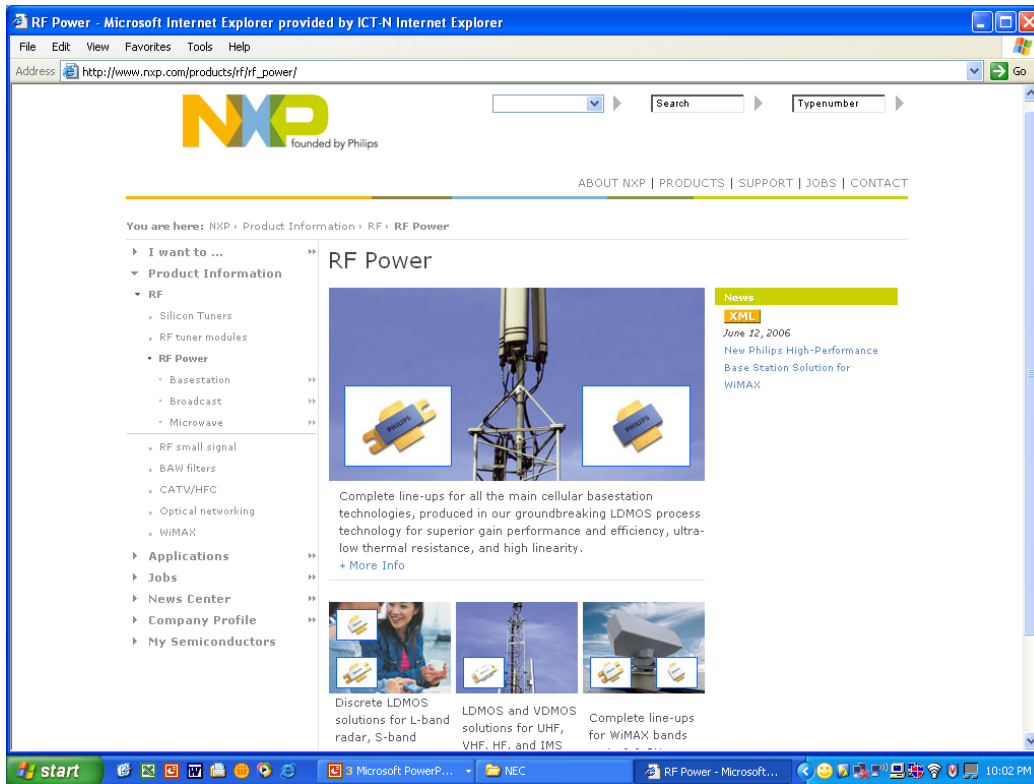 RF Power - Microsoft Internet Explorer provided by ICT-N Internet Explorer
File Edit View Favorites Tools Help
Address http://www.nxp.com/products/rf/rf_power/ Go
Search Typenumber
NXP
founded by Philips
ABOUT NXP | PRODUCTS | SUPPORT | JOBS | CONTACT
You are here: NXP › Product Information › RF › RF Power
I want to ...
Product Information
RF
Silicon Tuners
RF tuner modules
RF Power
Basestation
Broadcast
Microwave
RF small signal
BAW filters
CATV/HFC
Optical networking
WiMAX
Applications
Jobs
News Center
Company Profile
My Semiconductors
RF Power
PHILIPS
PHILIPS
Complete line-ups for all the main cellular basestation
technologies, produced in our groundbreaking LDMOS process
technology for superior gain performance and efficiency, ultra-
low thermal resistance, and high linearity.
+ More Info
Discrete LDMOS
solutions for L-band
radar, S-band
LDMOS and VDMOS
solutions for UHF,
VHF, HF, and IMS
Complete line-ups
for WiMAX bands
News
XML
June 12, 2006
New Philips High-Performance
Base Station Solution for
WiMAX
start
3 Microsoft PowerP...
NEC
RF Power - Microsoft...
10:02 PM